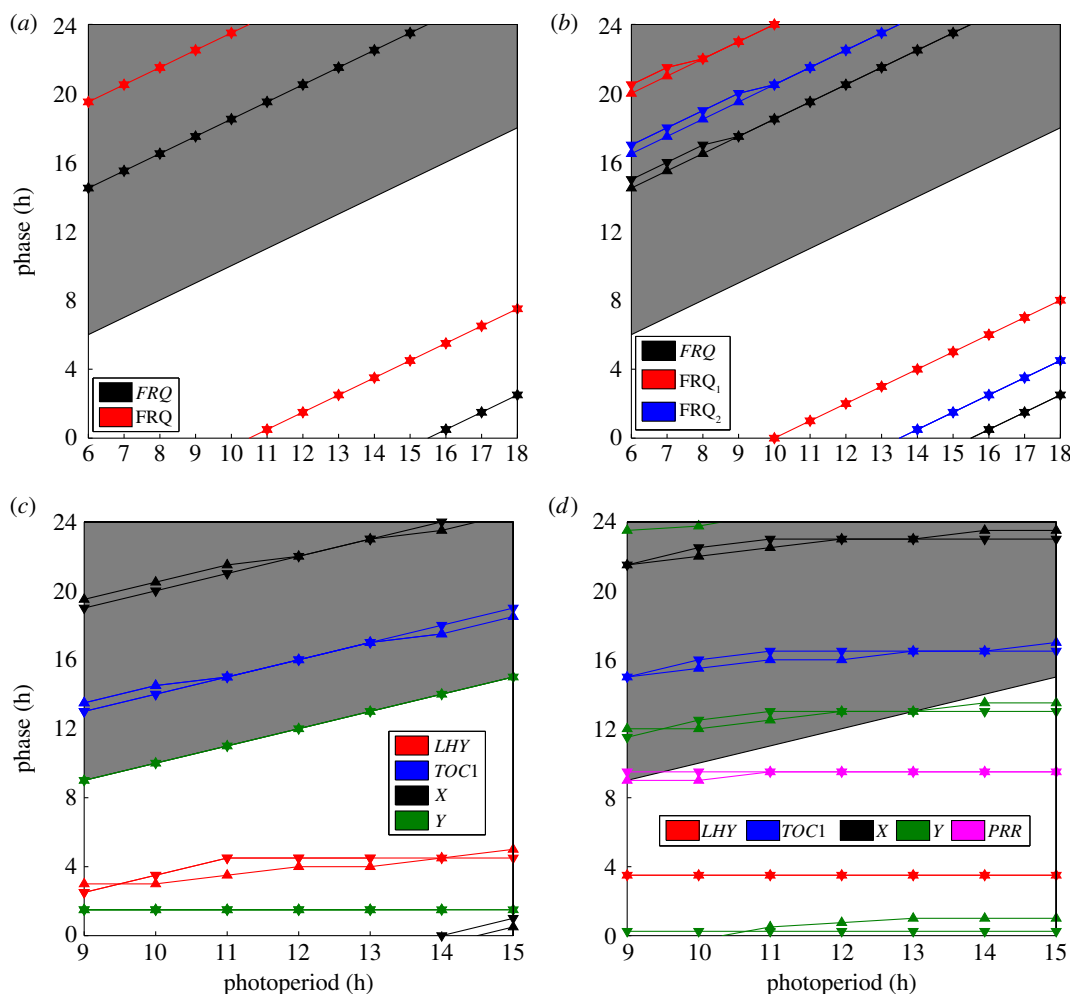 (a)
24
20
16
12
8
4
0
phase (h)
FRQ
FRQ
6 7 8 9 10 11 12 13 14 15 16 17 18
(b)
24
20
16
12
8
4
0
FRQ
FRQ1
FRQ2
6 7 8 9 10 11 12 13 14 15 16 17 18
(c)
24
20
16
12
8
4
0
phase (h)
LHY
TOC1
X
Y
9 10 11 12 13 14 15
photoperiod (h)
(d)
24
20
16
12
8
4
0
LHY TOC1 X Y PRR
9 10 11 12 13 14 15
photoperiod (h)